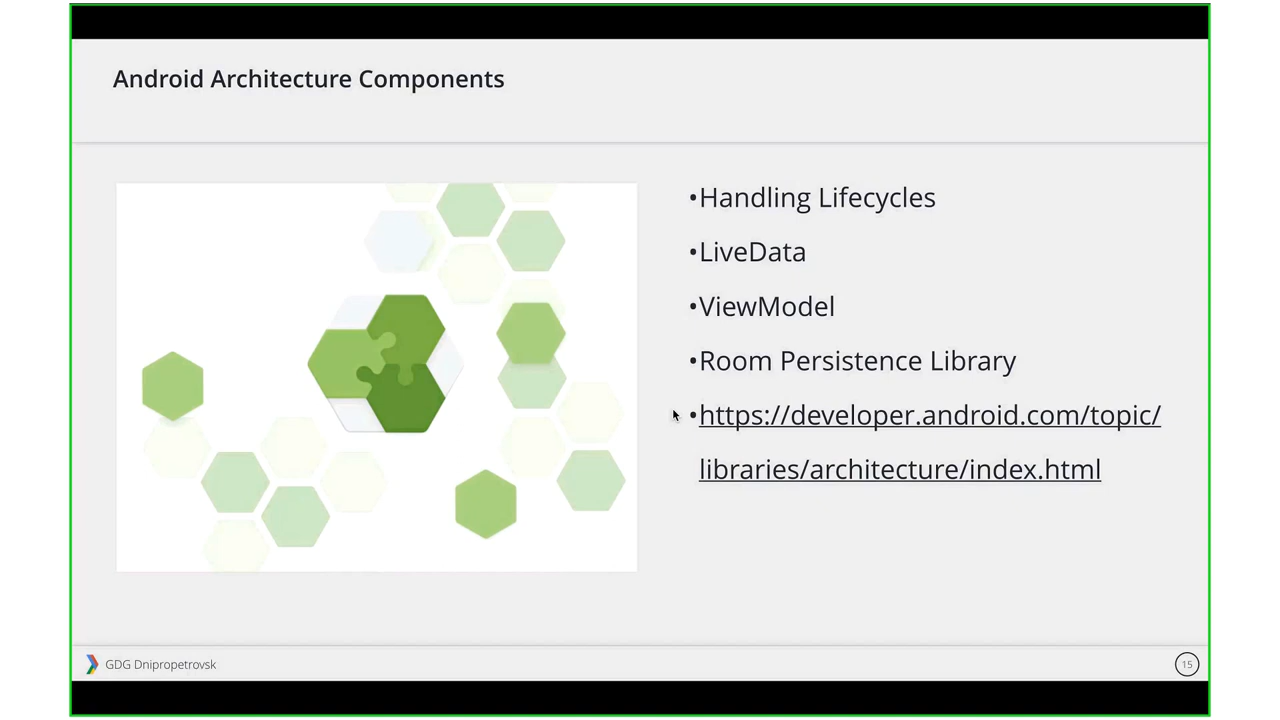 Android Architecture Components
•Handling Lifecycles
•LiveData
•ViewModel
•Room Persistence Library
•https://developer.android.com/topic/
libraries/architecture/index.html
GDG Dnipropetrovsk
15